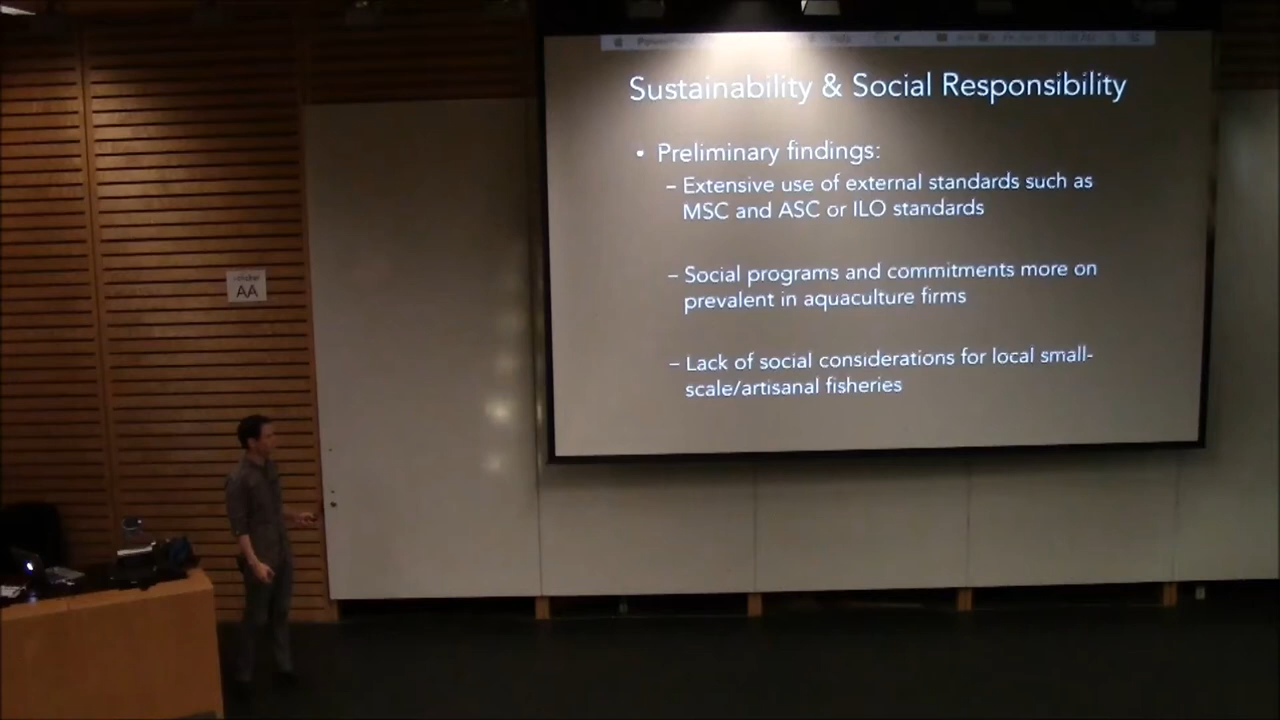 Sustainability & Social Responsibility
• Preliminary findings:
– Extensive use of external standards such as
MSC and ASC or ILO standards
– Social programs and commitments more on
prevalent in aquaculture firms
– Lack of social considerations for local small-
scale/artisanal fisheries
AA